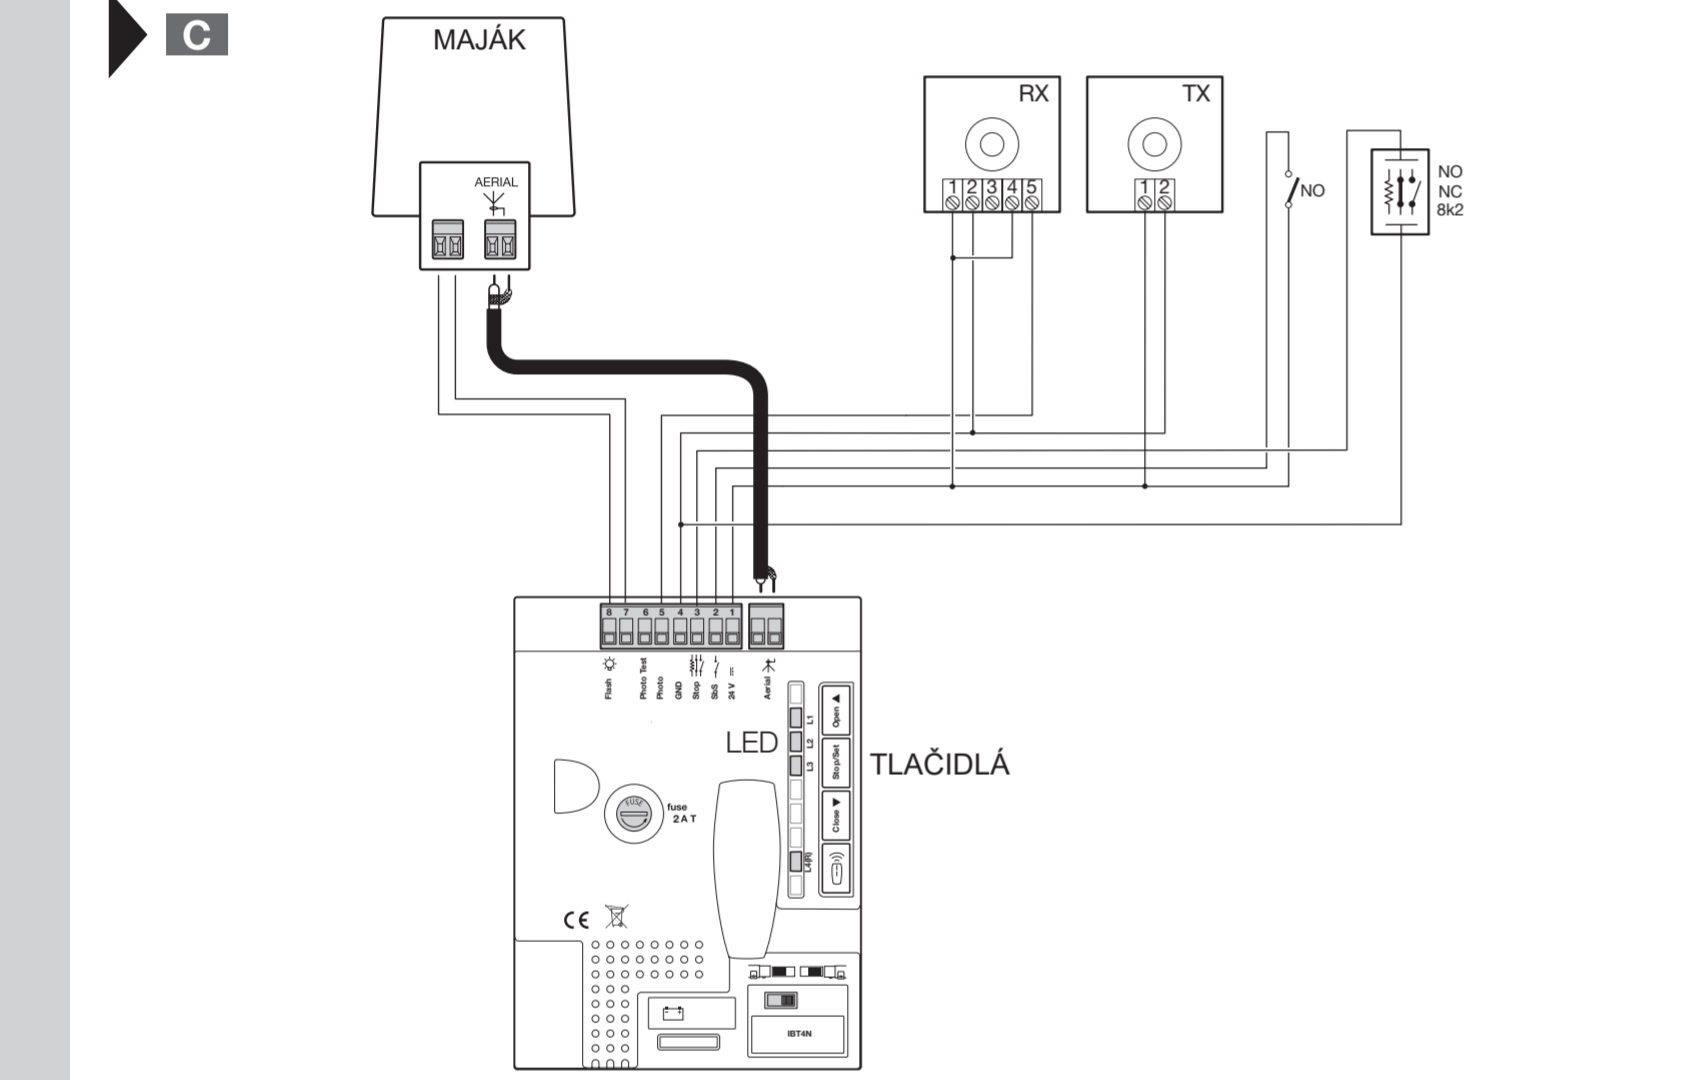 C
MAJÁK
AERIAL
RX
1 2 3 4 5
TX
1 2
NO
NO
NC
8k2
8 7 6 5 4 3 2 1
Flash
Photo Test
Photo
GND
Stop
SbS
24 V
Aerial
LED
L1
L2
L3
L4(R)
Open ▲
Stop/Set
Close ▼
TLAČIDLÁ
FUSE
fuse
2 A T
CE
IBT4N